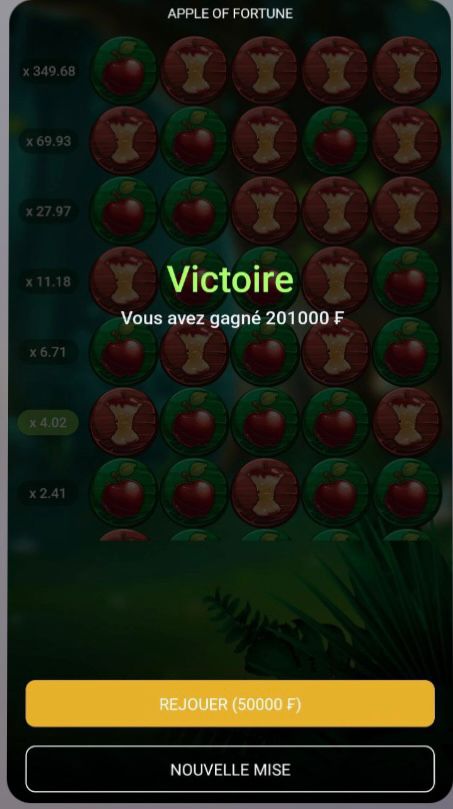 APPLE OF FORTUNE
x 349.68
x 69.93
x 27.97
x 11.18
Victoire
Vous avez gagné 201000 ₣
x 6.71
x 4.02
x 2.41
REJOUER (50000 ₣)
NOUVELLE MISE